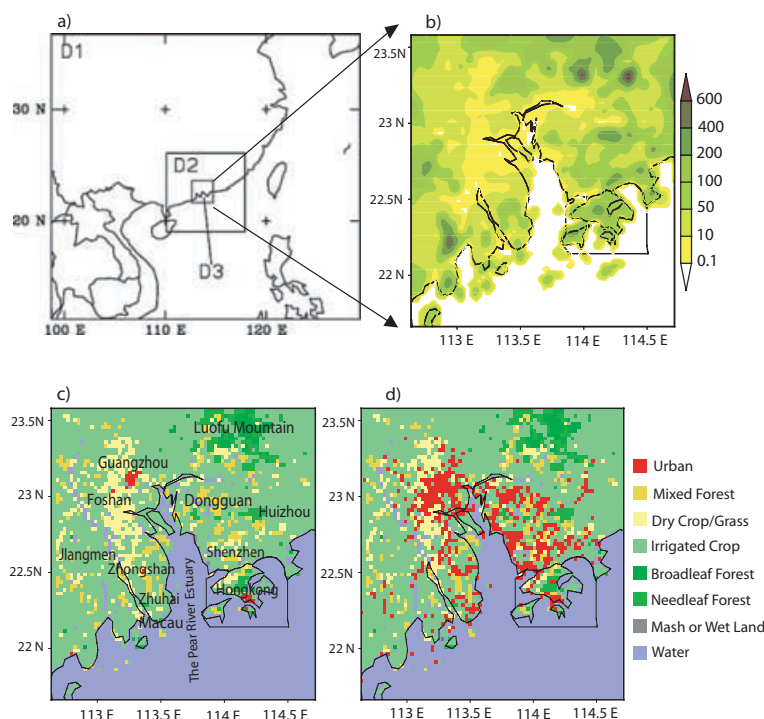 a)
D1
30 N
D2
20 N
D3
100 E
110 E
120 E
b)
23.5N
23 N
22.5N
22 N
113 E
113.5 E
114 E
114.5 E
600
400
200
100
50
10
0.1
c)
23.5N
23 N
22.5N
22 N
Luofu Mountain
Guangzhou
Foshan
Dongguan
Huizhou
JIangmen
Shenzhen
Zhongshan
Hongkong
Zhuhai
Macau
The Pear River Estuary
113 E
113.5 E
114 E
114.5 E
d)
23.5N
23 N
22.5N
22 N
113 E
113.5 E
114 E
114.5 E
Urban
Mixed Forest
Dry Crop/Grass
Irrigated Crop
Broadleaf Forest
Needleaf Forest
Mash or Wet Land
Water